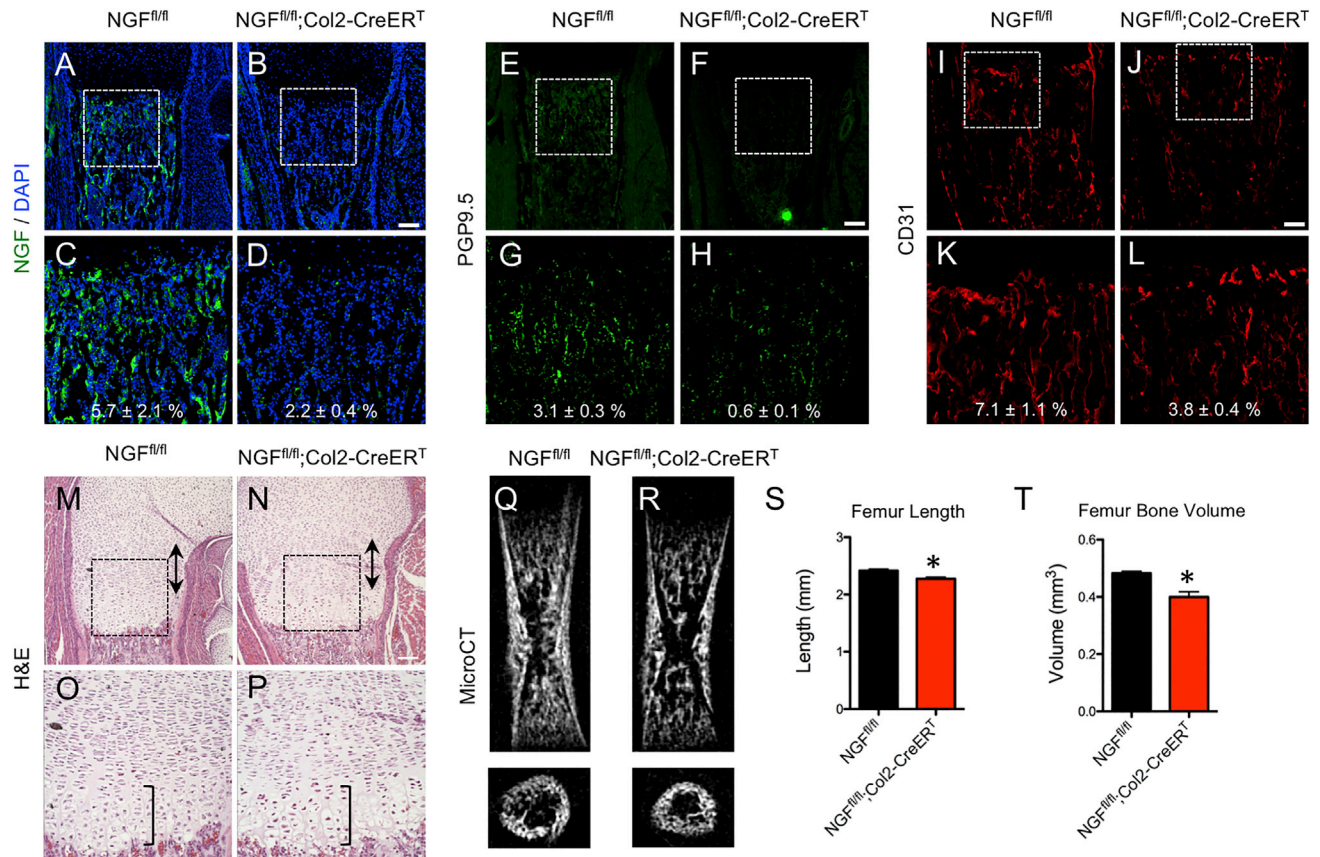 NGFfl/fl NGFfl/fl;Col2-CreERT
NGFfl/fl NGFfl/fl;Col2-CreERT
NGFfl/fl NGFfl/fl;Col2-CreERT
NGF / DAPI
A B
C D
5.7 ± 2.1 % 2.2 ± 0.4 %
PGP9.5
E F
G H
3.1 ± 0.3 % 0.6 ± 0.1 %
CD31
I J
K L
7.1 ± 1.1 % 3.8 ± 0.4 %
NGFfl/fl NGFfl/fl;Col2-CreERT
H&E
M N
O P
NGFfl/fl NGFfl/fl;Col2-CreERT
MicroCT
Q R
S
Femur Length
Length (mm)
3
2
1
0
*
NGFfl/fl
NGFfl/fl;Col2-CreERT
T
Femur Bone Volume
Volume (mm3)
0.6
0.4
0.2
0.0
*
NGFfl/fl
NGFfl/fl;Col2-CreERT